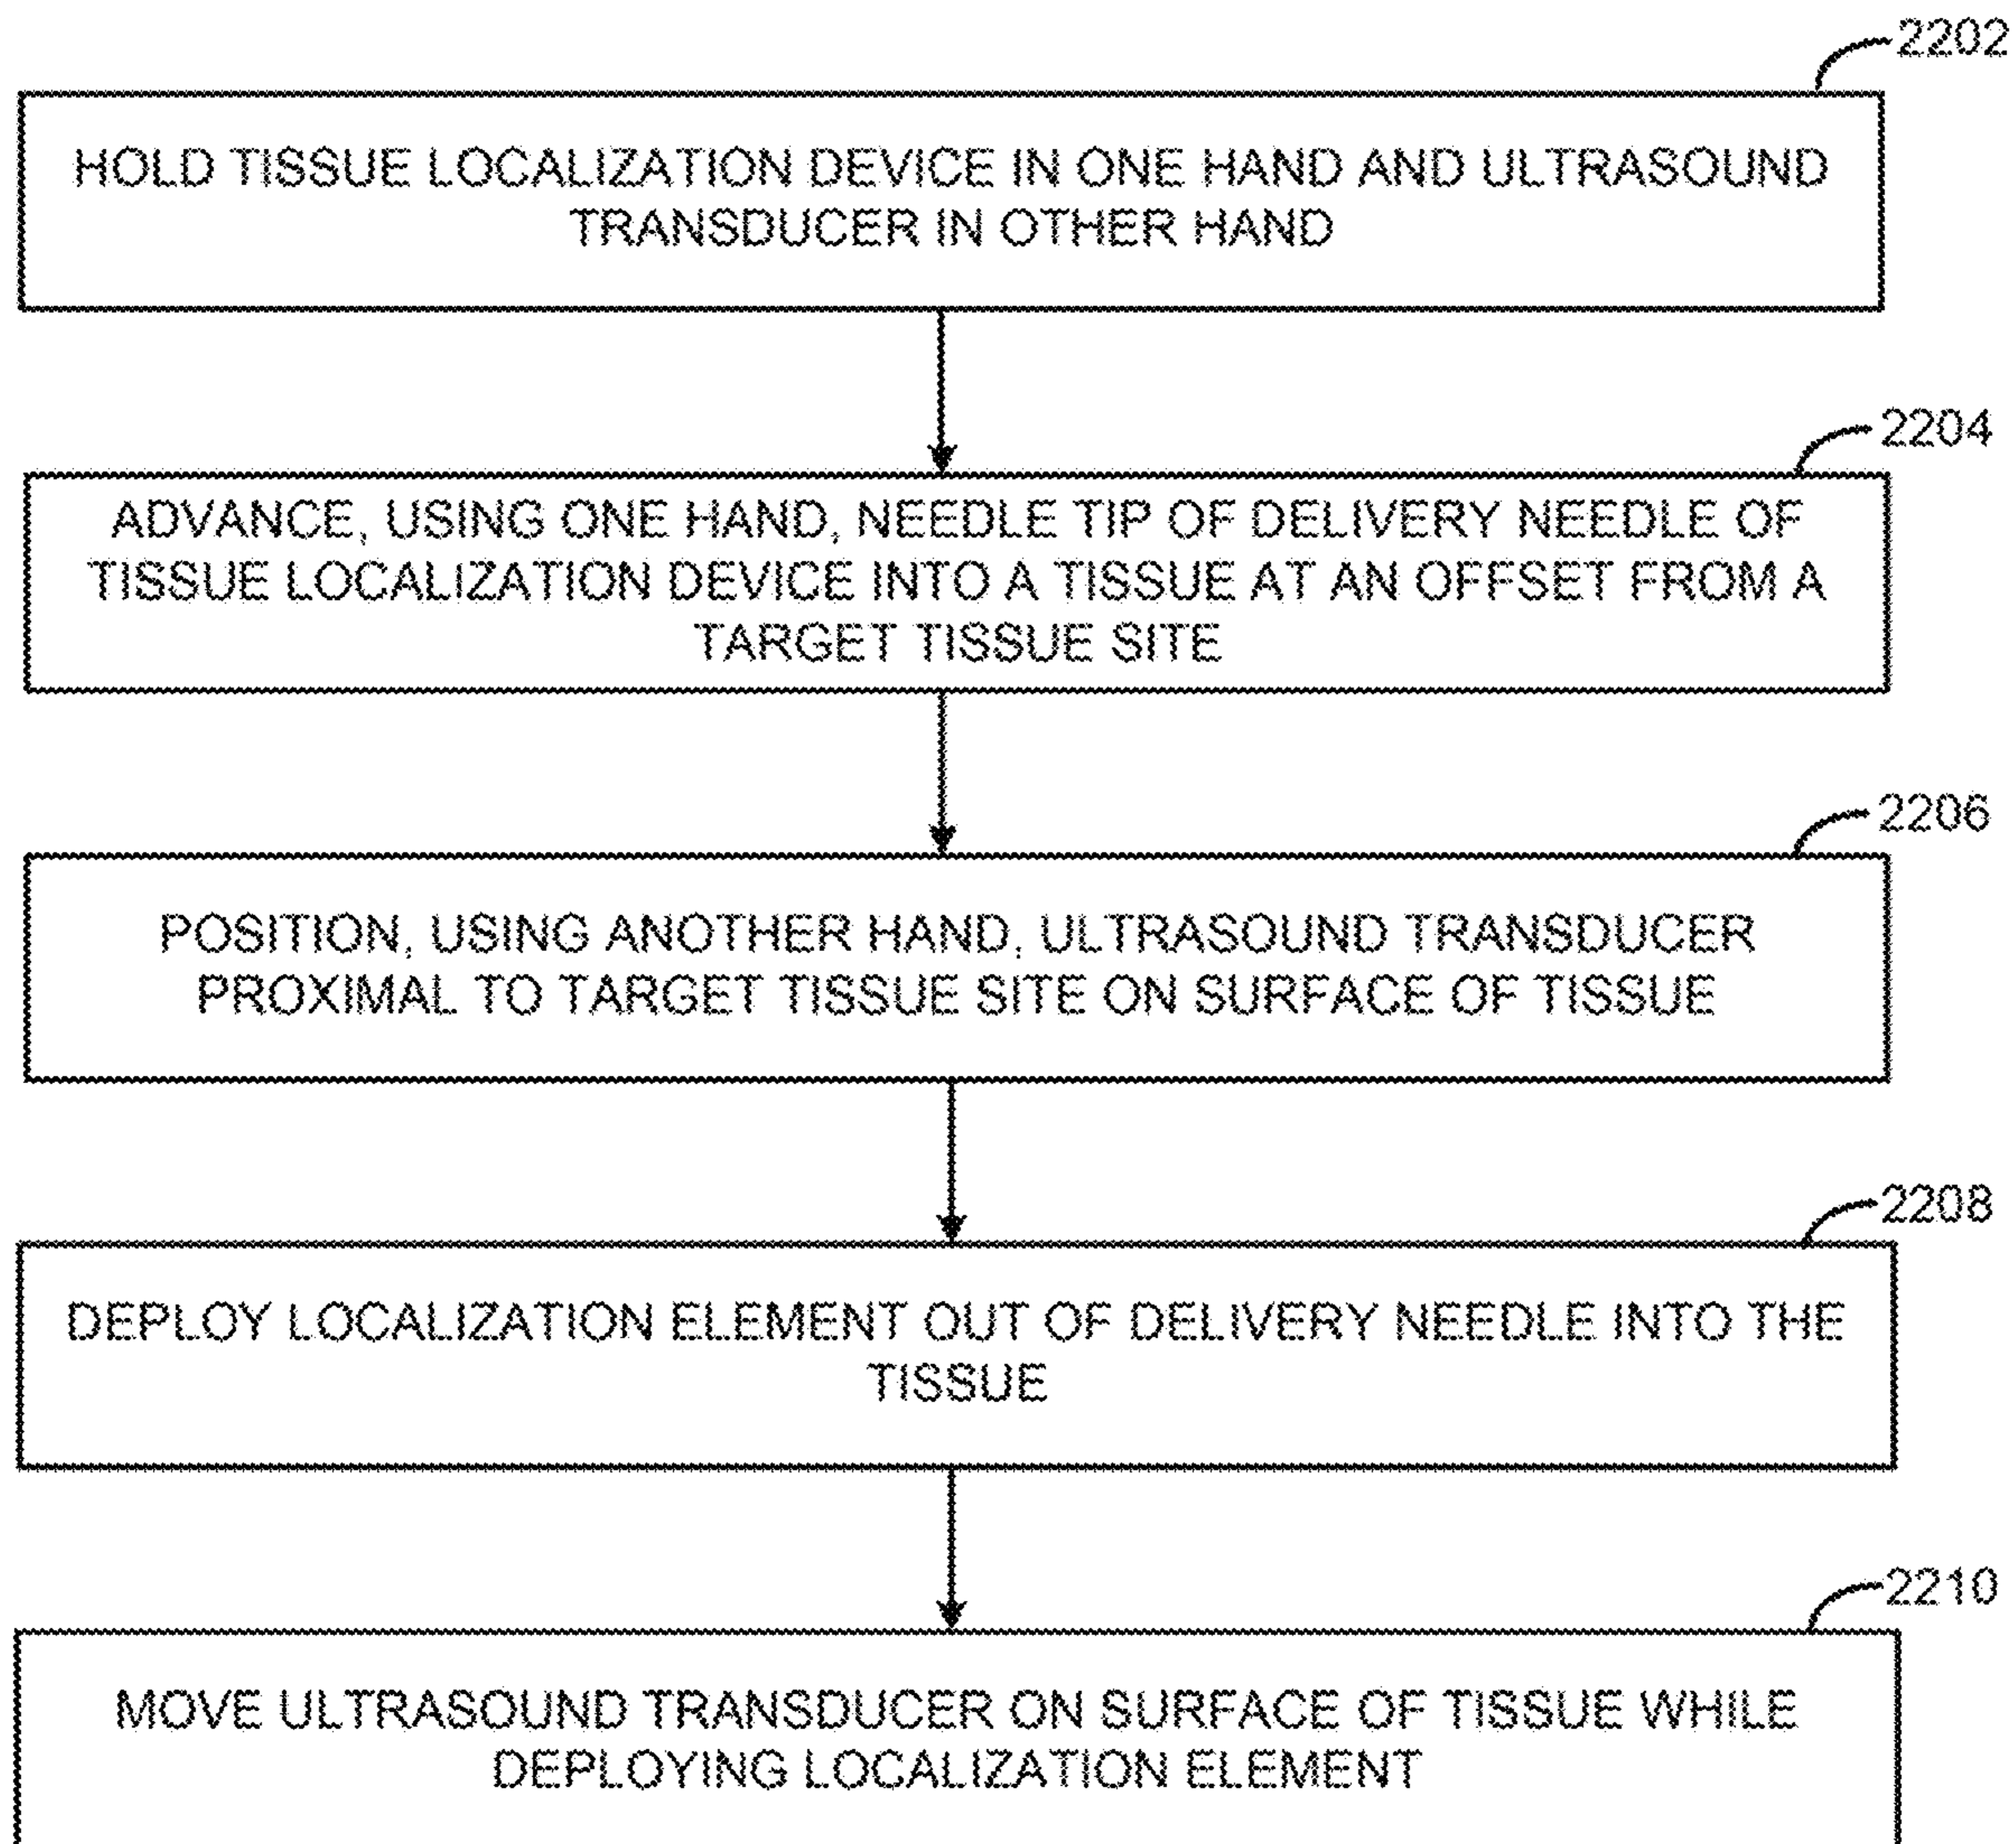 2202
HOLD TISSUE LOCALIZATION DEVICE IN ONE HAND AND ULTRASOUND
TRANSDUCER IN OTHER HAND
2204
ADVANCE, USING ONE HAND, NEEDLE TIP OF DELIVERY NEEDLE OF
TISSUE LOCALIZATION DEVICE INTO A TISSUE AT AN OFFSET FROM A
TARGET TISSUE SITE
2206
POSITION, USING ANOTHER HAND, ULTRASOUND TRANSDUCER
PROXIMAL TO TARGET TISSUE SITE ON SURFACE OF TISSUE
2208
DEPLOY LOCALIZATION ELEMENT OUT OF DELIVERY NEEDLE INTO THE
TISSUE
2210
MOVE ULTRASOUND TRANSDUCER ON SURFACE OF TISSUE WHILE
DEPLOYING LOCALIZATION ELEMENT